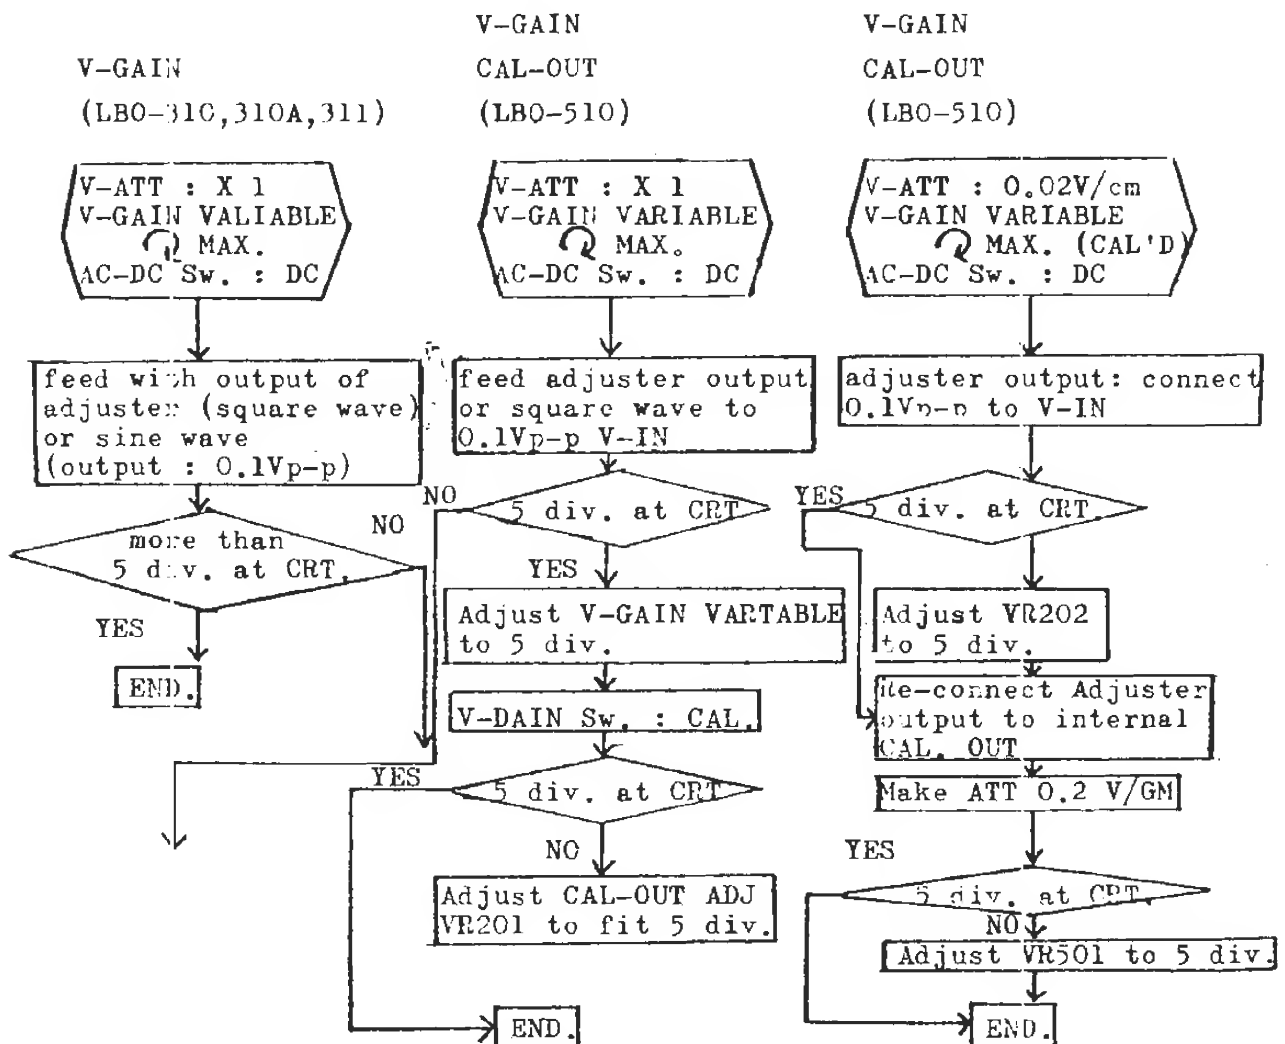 V-GAIN
(LBO-310,310A,311)
V-ATT : X 1
V-GAIN VALIABLE
MAX.
AC-DC Sw. : DC
feed with output of
adjuster (square wave)
or sine wave
(output : 0.1Vp-p)
more than
5 div. at CRT.
NO
YES
END.
V-GAIN
CAL-OUT
(LBO-510)
V-ATT : X 1
V-GAIN VARIABLE
MAX.
AC-DC Sw. : DC
feed adjuster output
or square wave to
0.1Vp-p V-IN
NO
5 div. at CRT
YES
Adjust V-GAIN VARTABLE
to 5 div.
V-DAIN Sw. : CAL.
YES
5 div. at CRT
NO
Adjust CAL-OUT ADJ
VR201 to fit 5 div.
END.
V-GAIN
CAL-OUT
(LBO-510)
V-ATT : 0.02V/cm
V-GAIN VARIABLE
MAX. (CAL'D)
AC-DC Sw. : DC
adjuster output: connect
0.1Vp-p to V-IN
YES
5 div. at CRT
Adjust VR202
to 5 div.
Re-connect Adjuster
output to internal
CAL. OUT
Make ATT 0.2 V/GM
YES
5 div. at CRT.
NO
Adjust VR501 to 5 div.
END.